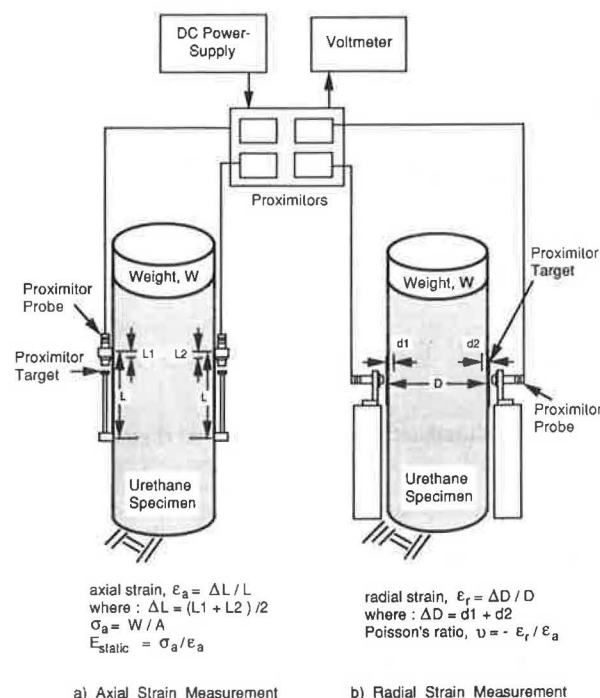 DC Power-
Supply
Voltmeter
Proximitors
Weight, W
Proximitor
Probe
L1
L2
Proximitor
Target
L
L
Urethane
Specimen
Weight, W
Proximitor
Target
d1
d2
D
Proximitor
Probe
Urethane
Specimen
axial strain, εa = ΔL / L
where : ΔL = (L1 + L2 ) /2
σa = W / A
Estatic = σa / εa
radial strain, εr = ΔD / D
where : ΔD = d1 + d2
Poisson's ratio, υ = - εr / εa
a) Axial Strain Measurement
b) Radial Strain Measurement